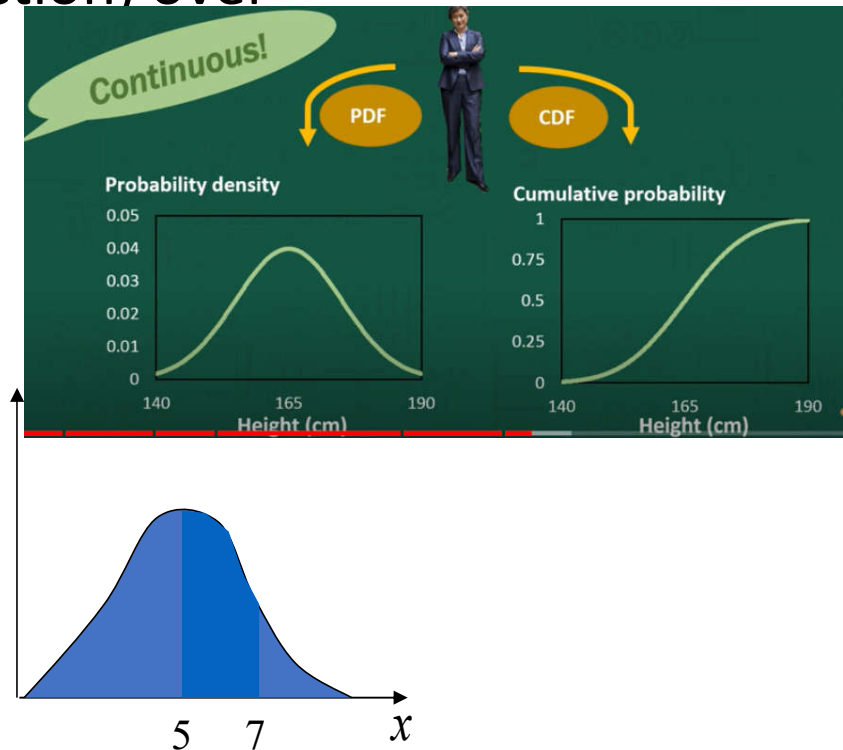 Continuous!
PDF
CDF
Probability density
0.05
0.04
0.03
0.02
0.01
0
140 165 190
Height (cm)
Cumulative probability
1
0.75
0.5
0.25
0
140 165 190
Height (cm)
5 7 x